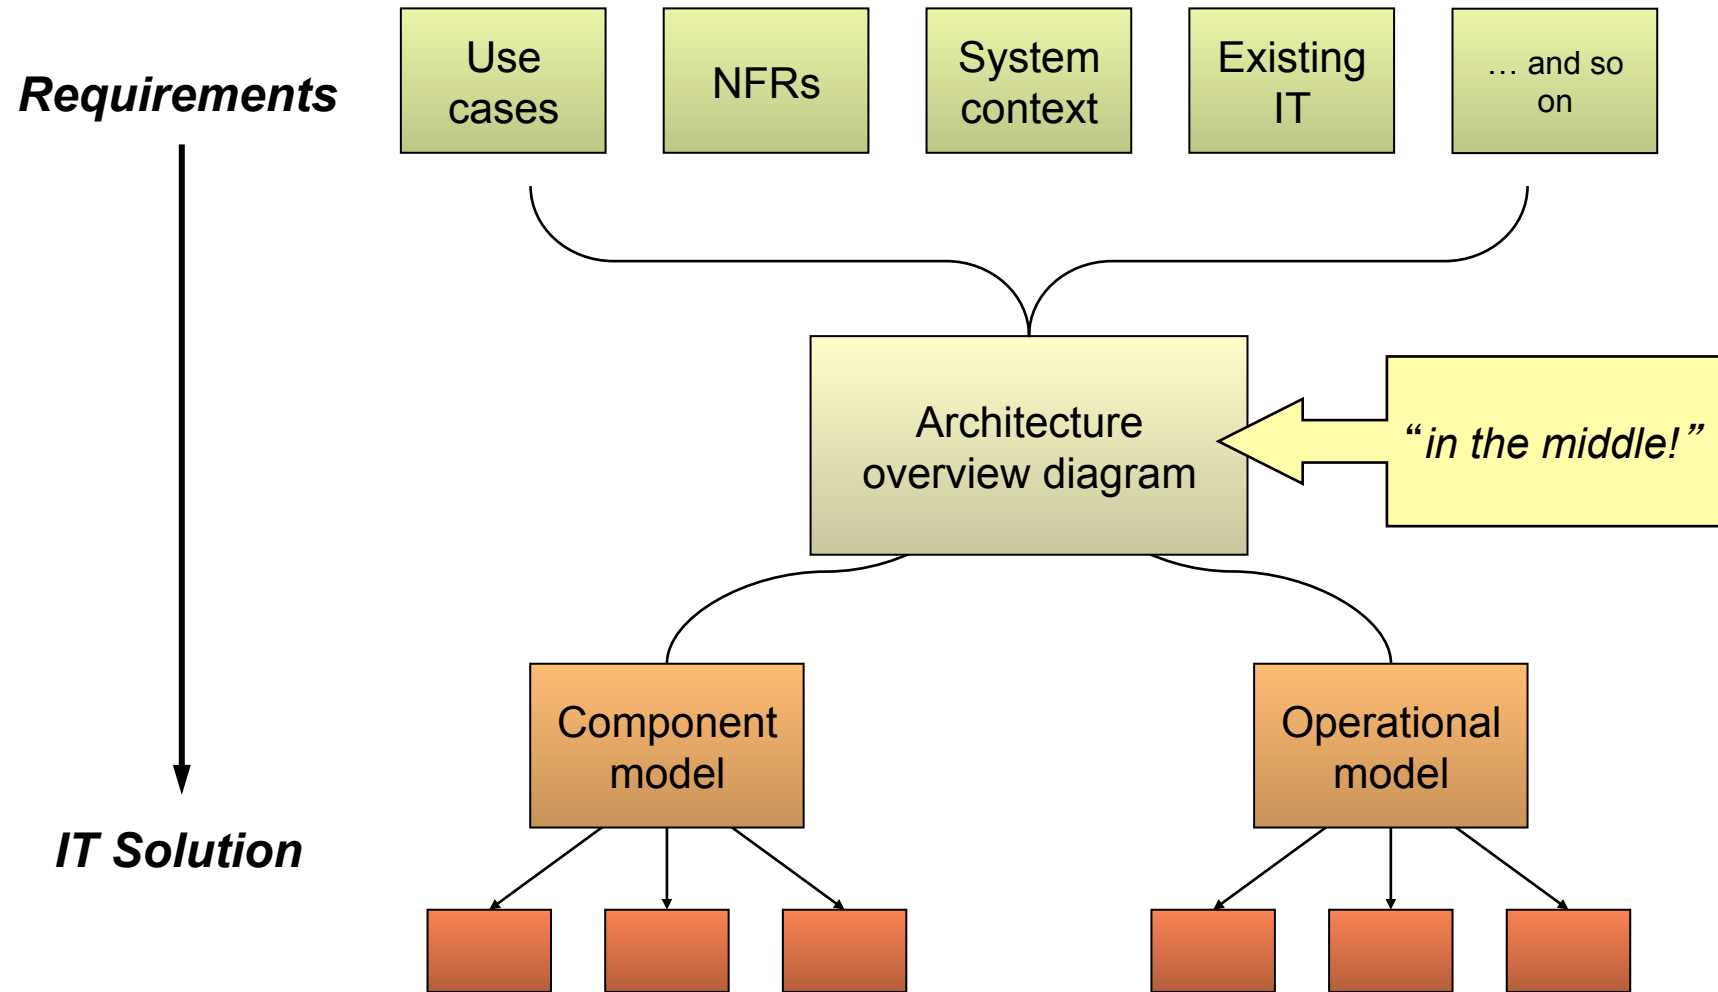 Requirements
Use
cases
NFRs
System
context
Existing
IT
… and so
on
Architecture
overview diagram
“in the middle!”
Component
model
Operational
model
IT Solution